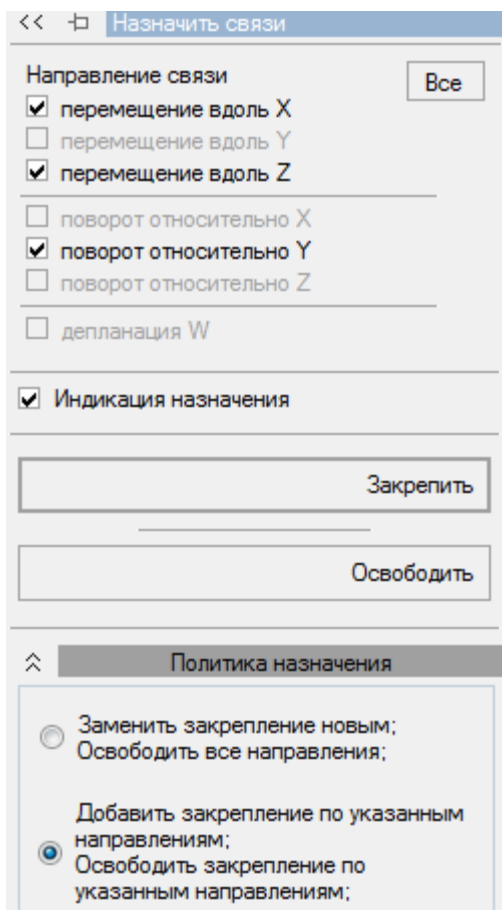 << Назначить связи
Направление связи
Все
перемещение вдоль X
перемещение вдоль Y
перемещение вдоль Z
поворот относительно X
поворот относительно Y
поворот относительно Z
депланация W
Индикация назначения
Закрепить
Освободить
Политика назначения
Заменить закрепление новым;
Освободить все направления;
Добавить закрепление по указанным
направлениям;
Освободить закрепление по
указанным направлениям;